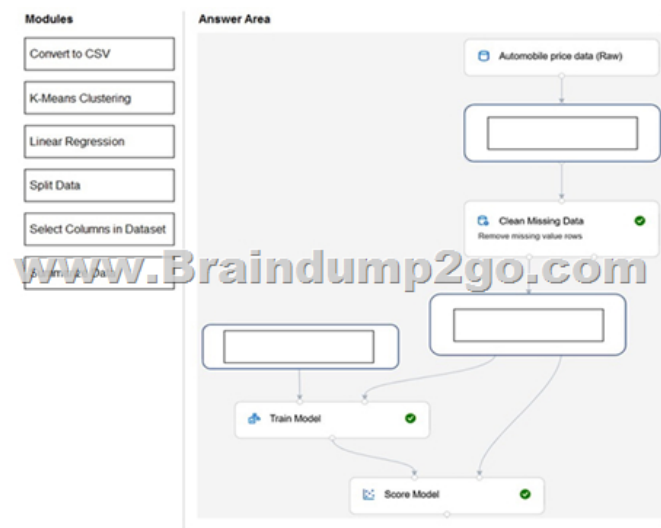 Modules
Answer Area
Convert to CSV
K-Means Clustering
Linear Regression
Split Data
Select Columns in Dataset
Automobile price data (Raw)
Clean Missing Data
Remove missing value rows
www.Braindump2go.com
Train Model
Score Model